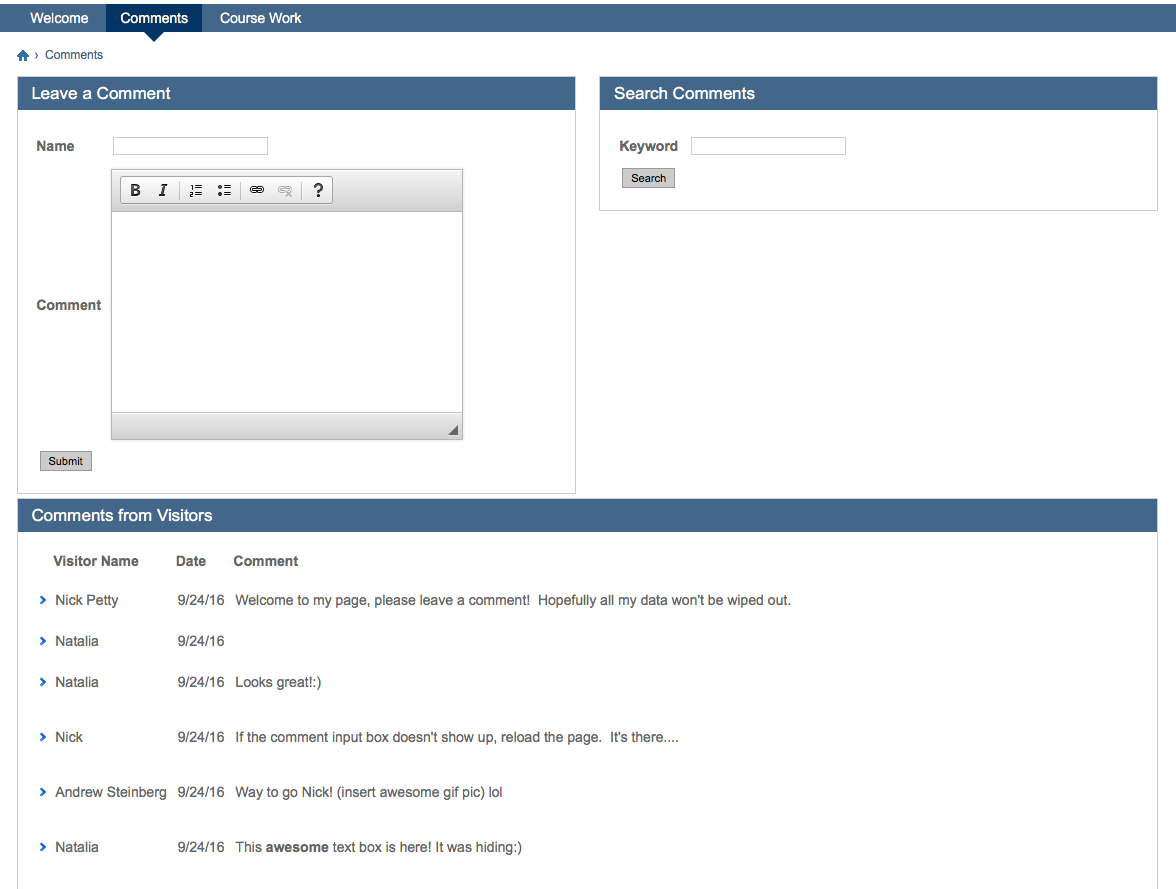 Welcome Comments Course Work
› Comments
Leave a Comment
Name
B I ?
Comment
Submit
Search Comments
Keyword
Search
Comments from Visitors
Visitor Name Date Comment
Nick Petty 9/24/16 Welcome to my page, please leave a comment!  Hopefully all my data won't be wiped out.
Natalia 9/24/16
Natalia 9/24/16 Looks great!:)
Nick 9/24/16 If the comment input box doesn't show up, reload the page.  It's there....
Andrew Steinberg 9/24/16 Way to go Nick! (insert awesome gif pic) lol
Natalia 9/24/16 This awesome text box is here! It was hiding:)